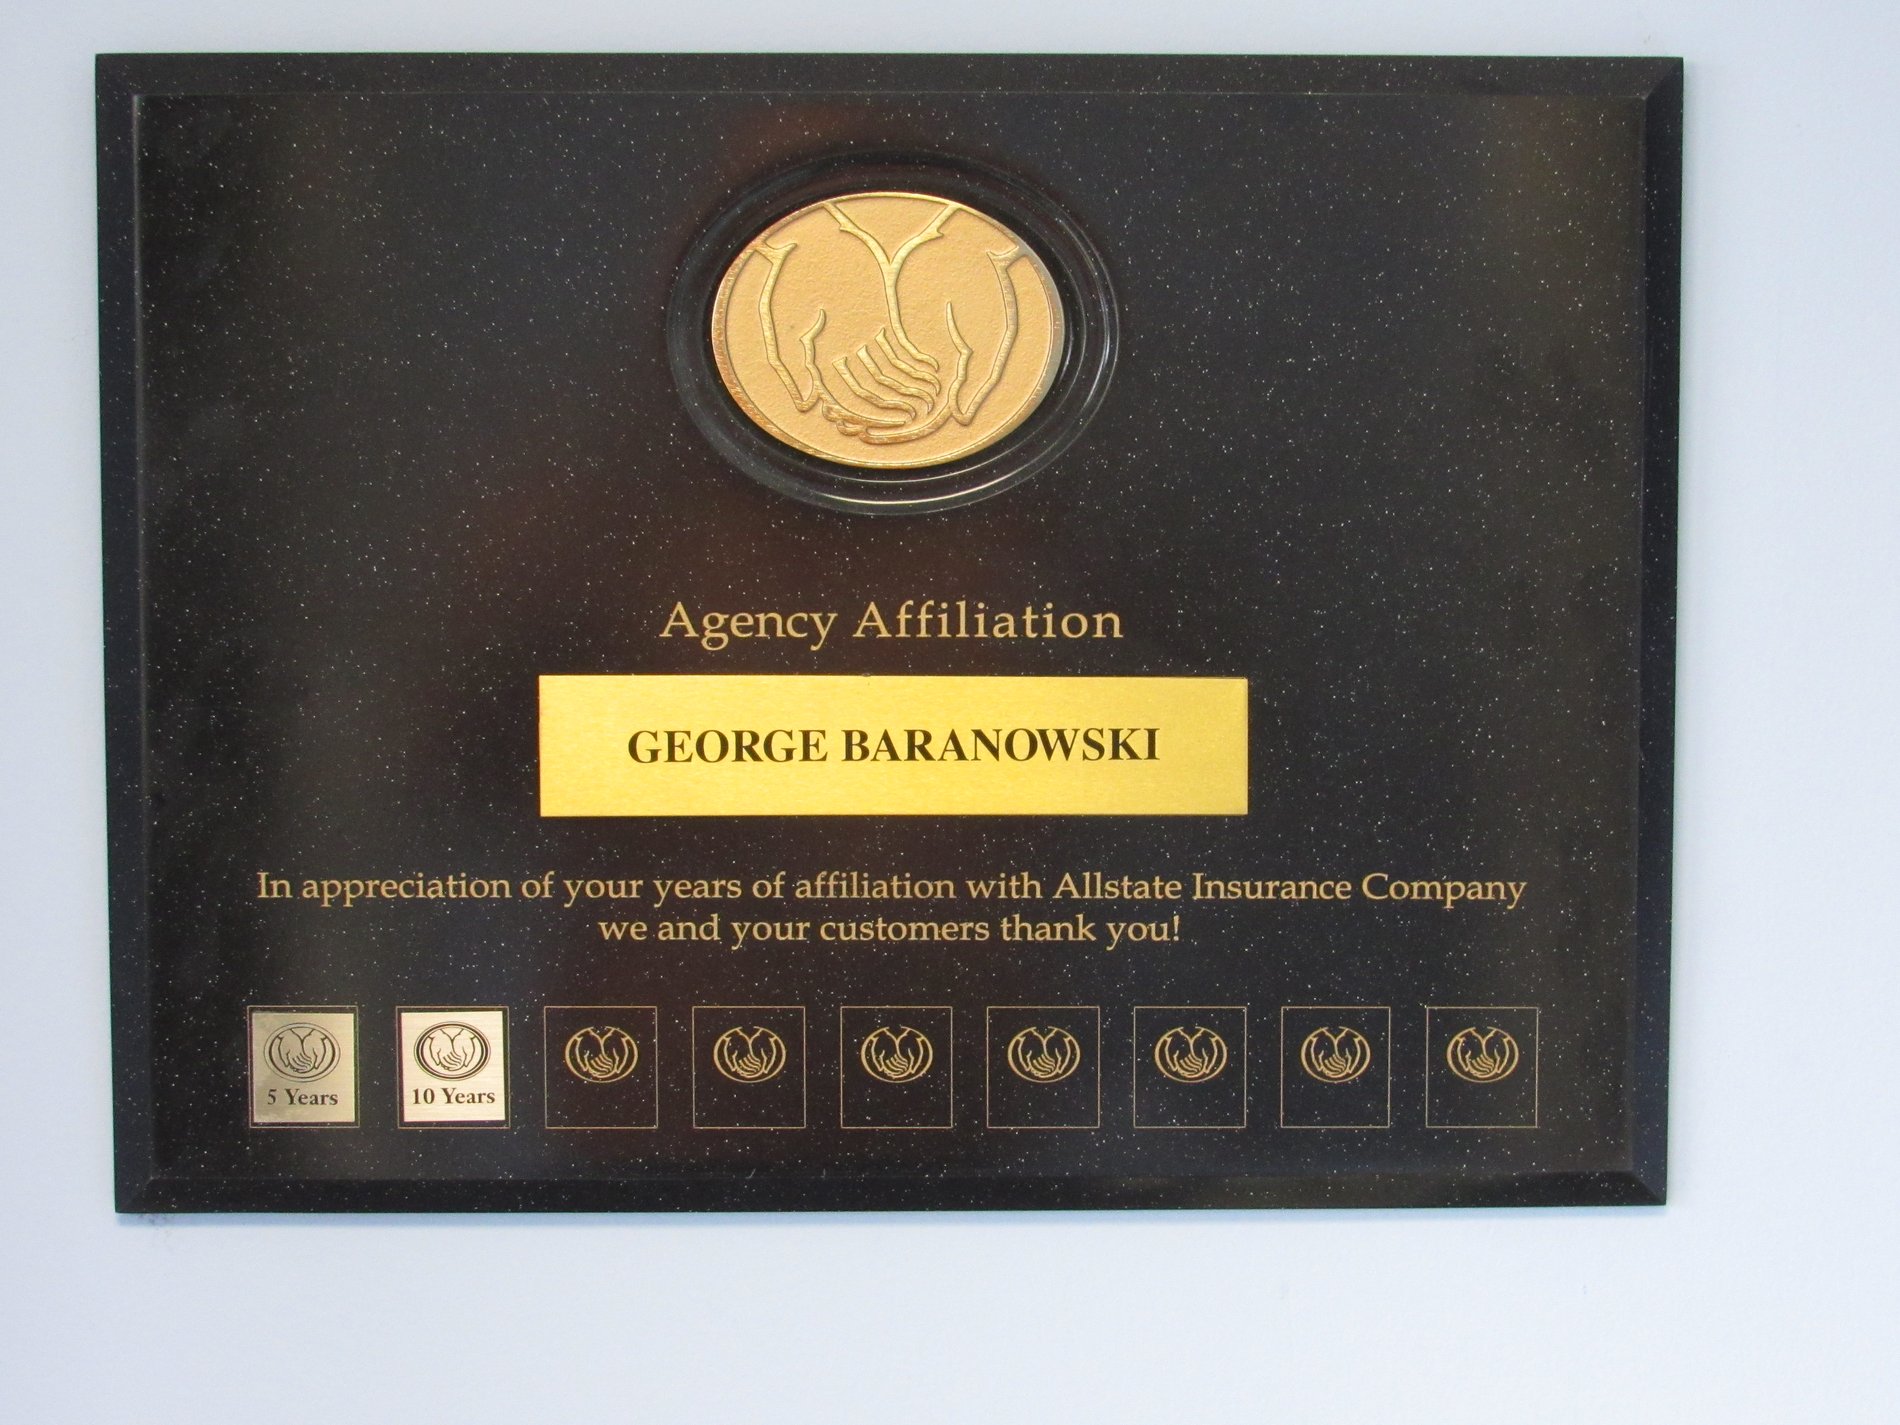 Agency Affiliation
GEORGE BARANOWSKI
In appreciation of your years of affiliation with Allstate Insurance Company
we and your customers thank you!
5 Years
10 Years